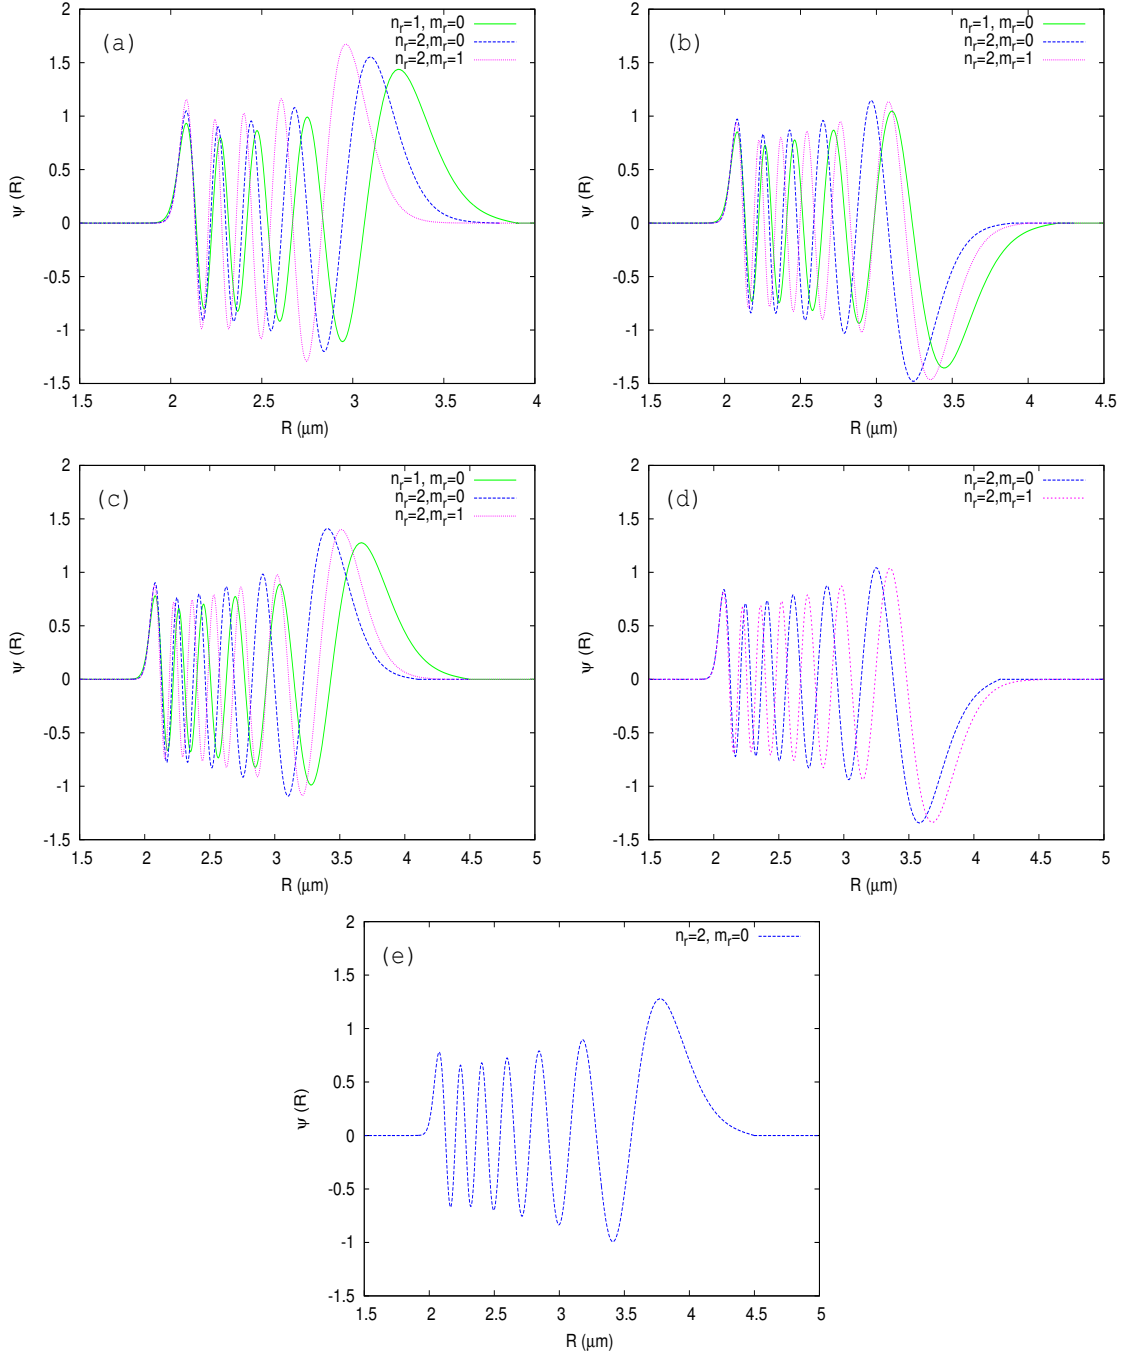 (a)
n_r=1, m_r=0
n_r=2,m_r=0
n_r=2,m_r=1
2
1.5
1
0.5
0
-0.5
-1
-1.5
ψ (R)
1.5 2 2.5 3 3.5 4
R (μm)
(b)
n_r=1, m_r=0
n_r=2,m_r=0
n_r=2,m_r=1
2
1.5
1
0.5
0
-0.5
-1
-1.5
ψ (R)
1.5 2 2.5 3 3.5 4 4.5
R (μm)
(c)
n_r=1, m_r=0
n_r=2,m_r=0
n_r=2,m_r=1
2
1.5
1
0.5
0
-0.5
-1
-1.5
ψ (R)
1.5 2 2.5 3 3.5 4 4.5 5
R (μm)
(d)
n_r=2,m_r=0
n_r=2,m_r=1
2
1.5
1
0.5
0
-0.5
-1
-1.5
ψ (R)
1.5 2 2.5 3 3.5 4 4.5 5
R (μm)
(e)
n_r=2, m_r=0
2
1.5
1
0.5
0
-0.5
-1
-1.5
ψ (R)
1.5 2 2.5 3 3.5 4 4.5 5
R (μm)